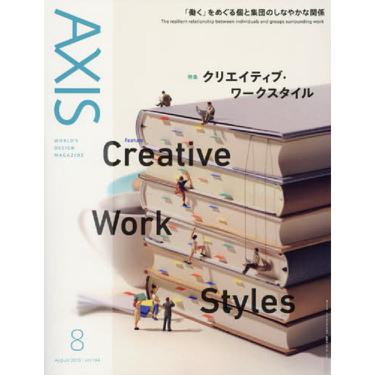 「働く」をめぐる個と集団のしなやかな関係
The resilient relationship between individuals and groups surrounding work
特集 クリエイティブ・
ワークスタイル
AXIS
WORLD'S
DESIGN
MAGAZINE
Feature
Creative
Work
Styles
8